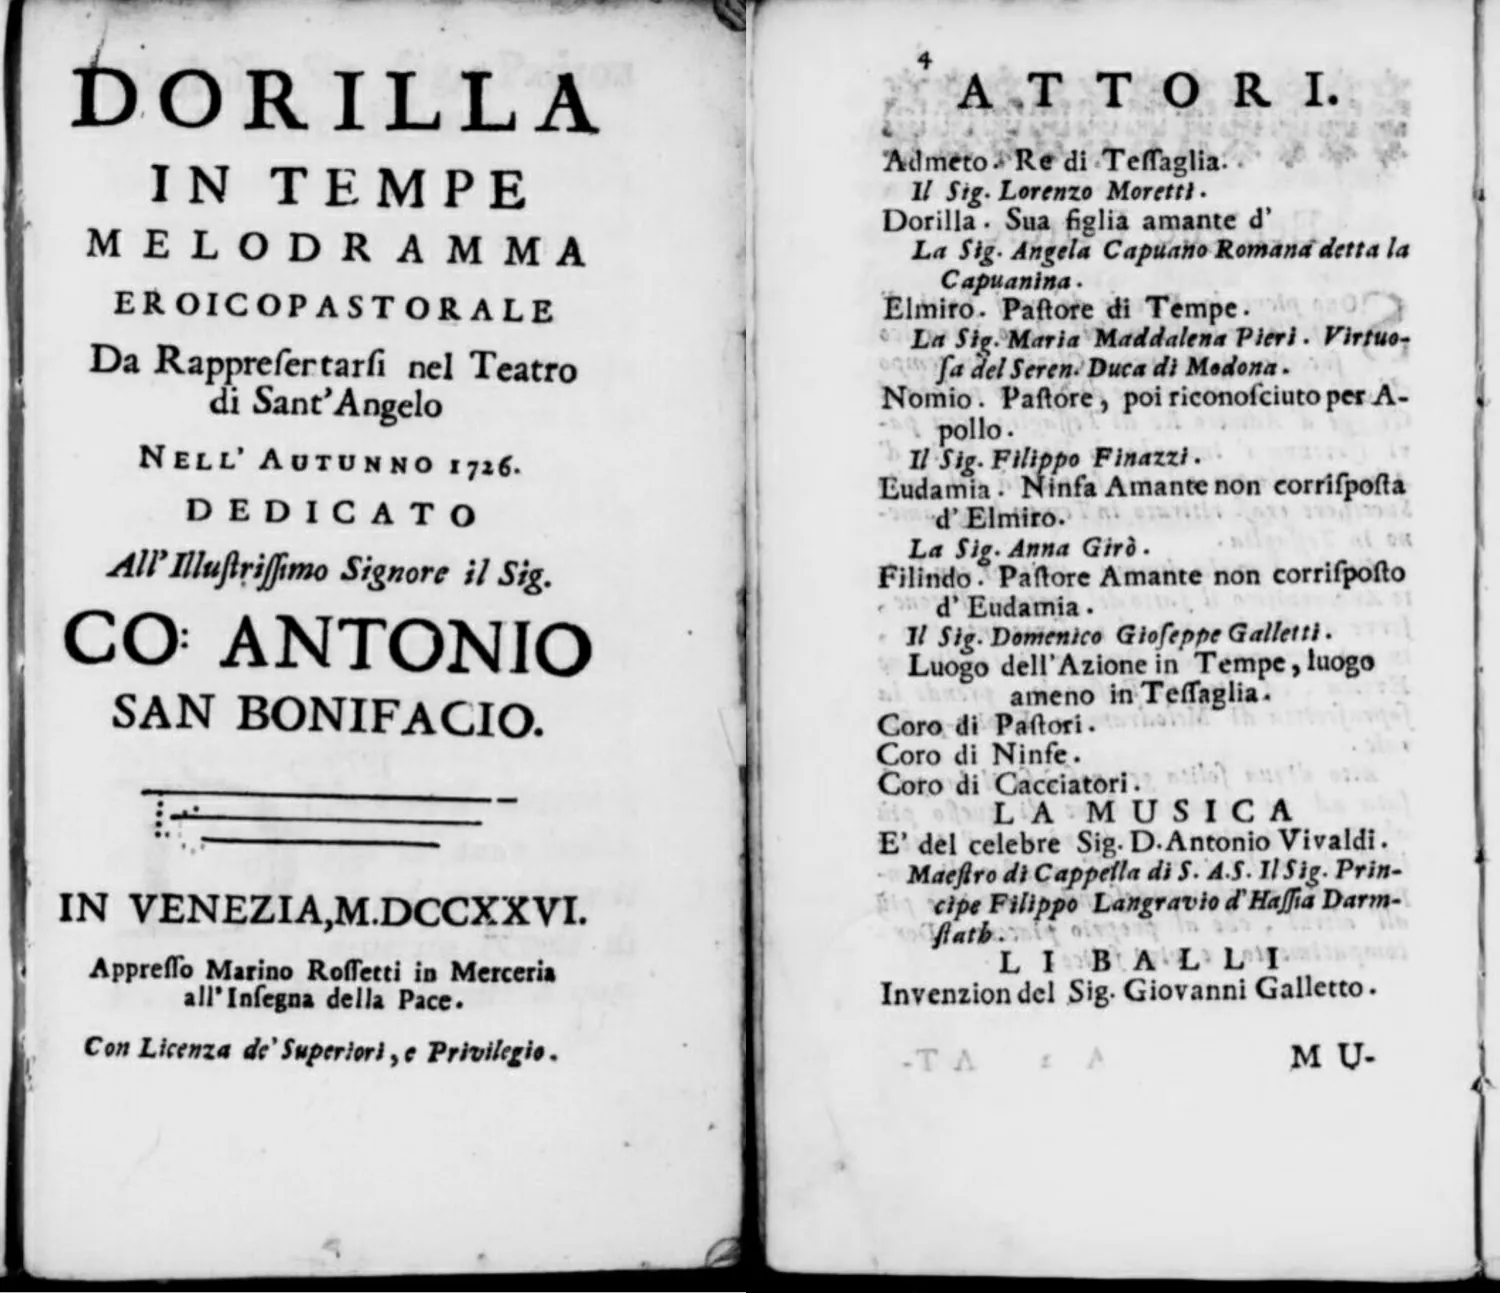 DORILLA
IN TEMPE
MELODRAMMA
EROICOPASTORALE
Da Rappreſertarſi nel Teatro
di Sant'Angelo
NELL' AUTUNNO 1726.
DEDICATO
All'Illuſtriſſimo Signore il Sig.
CO: ANTONIO
SAN BONIFACIO.
IN VENEZIA,M.DCCXXVI.
Appreſſo Marino Roſſetti in Merceria
all'Inſegna della Pace.
Con Licenza de' Superiori, e Privilegio.
4
ATTORI.
Admeto. Re di Teſſaglia.
Il Sig. Lorenzo Moretti.
Dorilla. Sua figlia amante d'
La Sig. Angela Capuano Romana detta la
Capuanina.
Elmiro. Paſtore di Tempe.
La Sig. Maria Maddalena Pieri. Virtuo-
ſa del Seren. Duca di Modona.
Nomio. Paſtore, poi riconoſciuto per A-
pollo.
Il Sig. Filippo Finazzi.
Eudamia. Ninfa Amante non corriſpoſta
d' Elmiro.
La Sig. Anna Girò.
Filindo. Paſtore Amante non corriſpoſto
d' Eudamia.
Il Sig. Domenico Gioſeppe Galletti.
Luogo dell'Azione in Tempe, luogo
ameno in Teſſaglia.
Coro di Paſtori.
Coro di Ninfe.
Coro di Cacciatori.
LA MUSICA
E' del celebre Sig. D. Antonio Vivaldi.
Maeſtro di Cappella di S. A.S. Il Sig. Prin-
cipe Filippo Langravio d'Haſſia Darm-
ſtath.
LI BALLI
Invenzion del Sig. Giovanni Galletto.
MU-